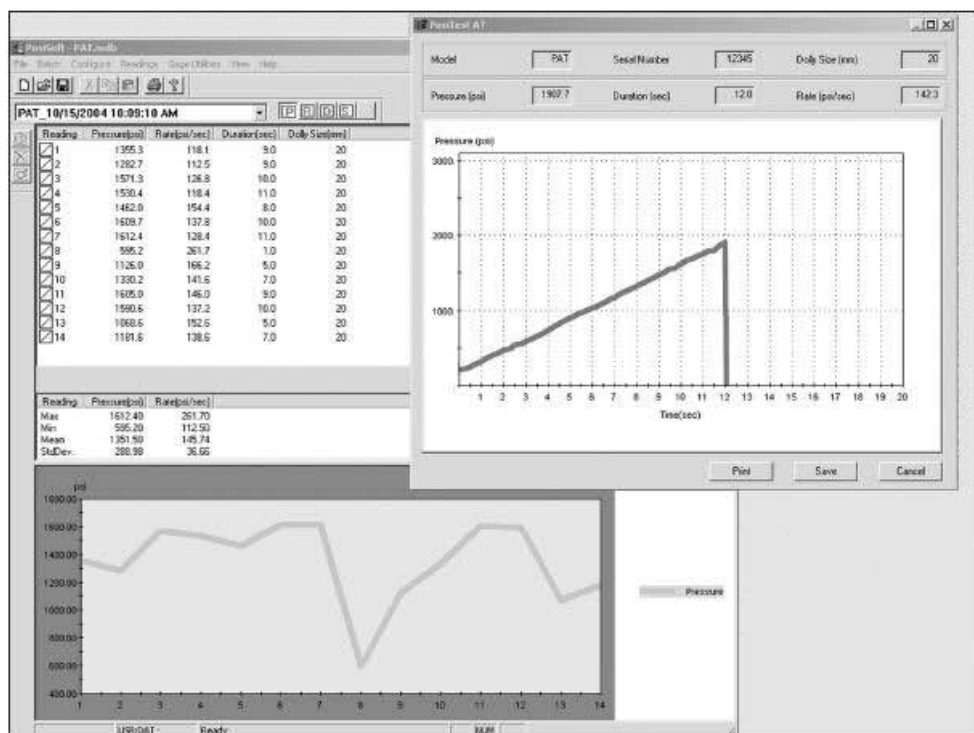 PosiSoft - PAT.mdb
File Batch Configure Readings Gage Utilities View Help
PAT_10/15/2004 10:09:10 AM
Reading Pressure(psi) Rate(psi/sec) Duration(sec) Dolly Size(mm)
1 1355.3 118.1 9.0 20
2 1282.7 112.5 9.0 20
3 1571.3 126.8 10.0 20
4 1530.4 118.4 11.0 20
5 1462.0 154.4 8.0 20
6 1609.7 137.8 10.0 20
7 1612.4 128.4 11.0 20
8 595.2 261.7 1.0 20
9 1126.0 166.2 5.0 20
10 1330.2 141.6 7.0 20
11 1605.0 146.0 9.0 20
12 1590.6 137.2 10.0 20
13 1068.6 152.6 5.0 20
14 1181.6 138.6 7.0 20
Reading Pressure(psi) Rate(psi/sec)
Max 1612.40 261.70
Min 595.20 112.50
Mean 1351.50 145.74
StdDev. 288.98 36.66
psi
1800.00
1600.00
1400.00
1200.00
1000.00
800.00
600.00
400.00
1 2 3 4 5 6 7 8 9 10 11 12 13 14
Pressure
Ready
NUM
PosiTest AT
Model PAT Serial Number 12345 Dolly Size (mm) 20
Pressure (psi) 1907.7 Duration (sec) 12.0 Rate (psi/sec) 142.3
Pressure (psi)
3000
2000
1000
1 2 3 4 5 6 7 8 9 10 11 12 13 14 15 16 17 18 19 20
Time(sec)
Print Save Cancel